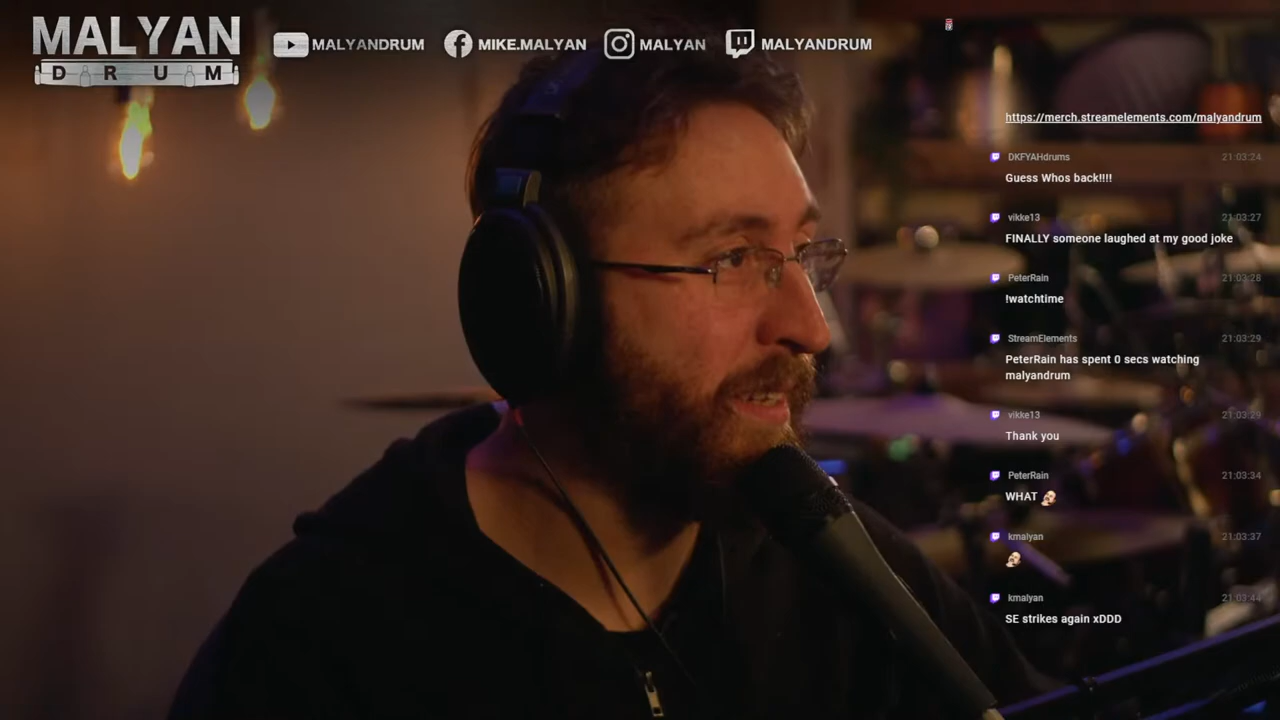 MALYAN
DRUM
MALYANDRUM
MIKE.MALYAN
MALYAN
MALYANDRUM
https://merch.streamelements.com/malyandrum
DKFYAHdrums 21:03:24
Guess Whos back!!!!
vikke13 21:03:27
FINALLY someone laughed at my good joke
PeterRain 21:03:28
!watchtime
StreamElements 21:03:29
PeterRain has spent 0 secs watching
malyandrum
vikke13 21:03:29
Thank you
PeterRain 21:03:34
WHAT
kmalyan 21:03:37
kmalyan 21:03:44
SE strikes again xDDD